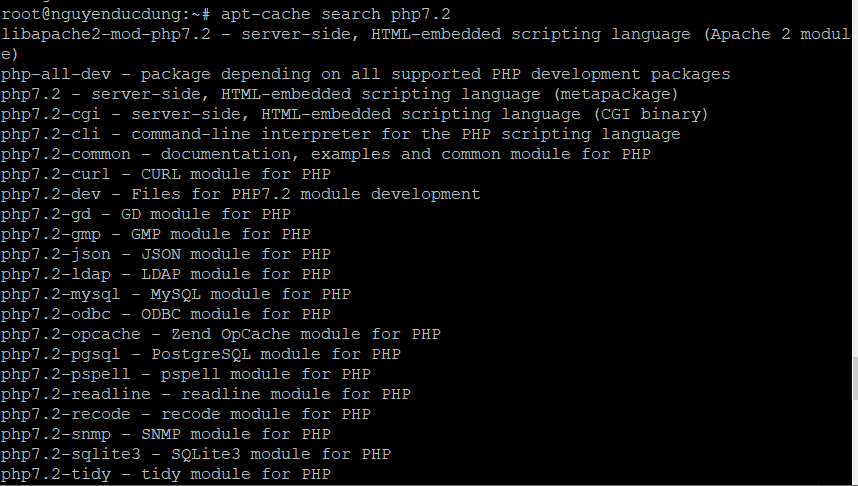 root@nguyenducdung:~# apt-cache search php7.2
libapache2-mod-php7.2 - server-side, HTML-embedded scripting language (Apache 2 modul
e)
php-all-dev - package depending on all supported PHP development packages
php7.2 - server-side, HTML-embedded scripting language (metapackage)
php7.2-cgi - server-side, HTML-embedded scripting language (CGI binary)
php7.2-cli - command-line interpreter for the PHP scripting language
php7.2-common - documentation, examples and common module for PHP
php7.2-curl - CURL module for PHP
php7.2-dev - Files for PHP7.2 module development
php7.2-gd - GD module for PHP
php7.2-gmp - GMP module for PHP
php7.2-json - JSON module for PHP
php7.2-ldap - LDAP module for PHP
php7.2-mysql - MySQL module for PHP
php7.2-odbc - ODBC module for PHP
php7.2-opcache - Zend OpCache module for PHP
php7.2-pgsql - PostgreSQL module for PHP
php7.2-pspell - pspell module for PHP
php7.2-readline - readline module for PHP
php7.2-recode - recode module for PHP
php7.2-snmp - SNMP module for PHP
php7.2-sqlite3 - SQLite3 module for PHP
php7.2-tidy - tidy module for PHP